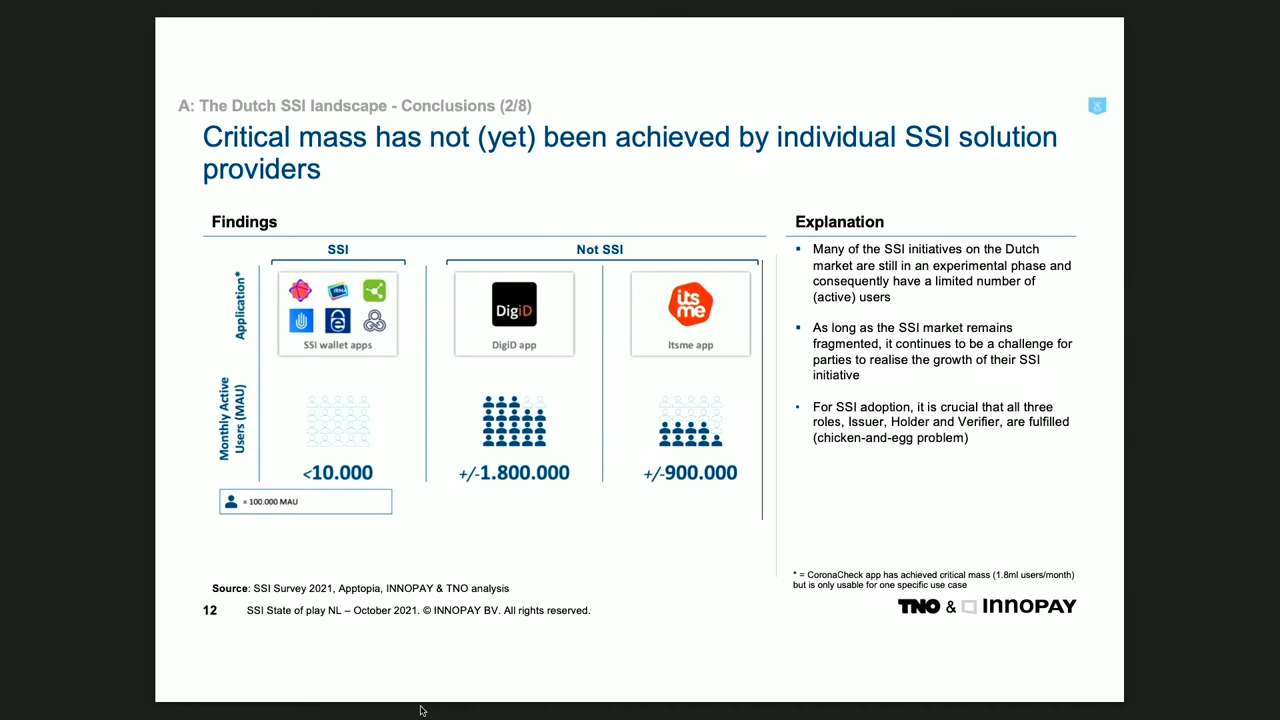 A: The Dutch SSI landscape - Conclusions (2/8)
Critical mass has not (yet) been achieved by individual SSI solution
providers
Findings
SSI
Not SSI
Application*
IRMA
SSI wallet apps
DigiD
DigiD app
its
me
Itsme app
Monthly Active
Users (MAU)
<10.000
+/-1.800.000
+/-900.000
= 100.000 MAU
Explanation
▪ Many of the SSI initiatives on the Dutch
market are still in an experimental phase and
consequently have a limited number of
(active) users
▪ As long as the SSI market remains
fragmented, it continues to be a challenge for
parties to realise the growth of their SSI
initiative
• For SSI adoption, it is crucial that all three
roles, Issuer, Holder and Verifier, are fulfilled
(chicken-and-egg problem)
* = CoronaCheck app has achieved critical mass (1.8ml users/month)
but is only usable for one specific use case
Source: SSI Survey 2021, Apptopia, INNOPAY & TNO analysis
12 SSI State of play NL – October 2021. © INNOPAY BV. All rights reserved.
TNO & INNOPAY